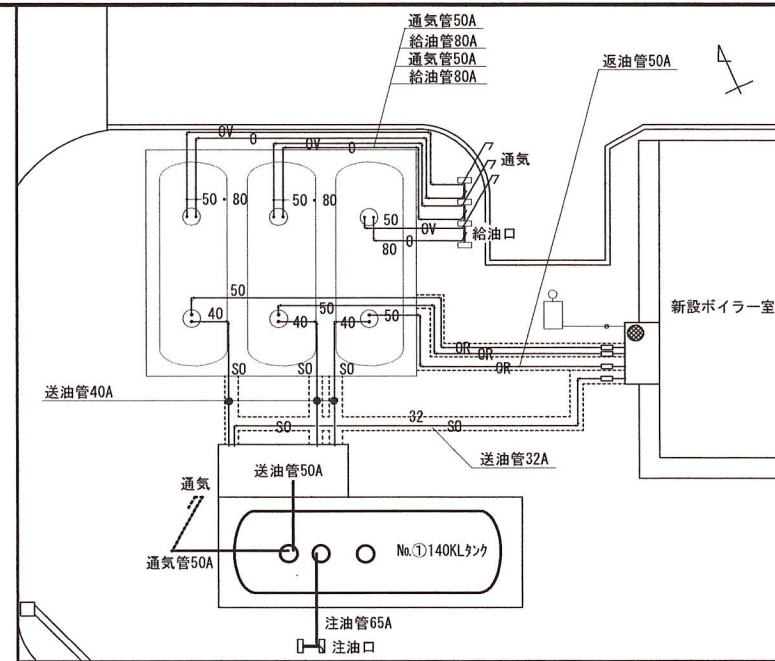 通気管50A
給油管80A
通気管50A
給油管80A
返油管50A
OV
O
OV
O
通気
50・80
50・80
50
OV
給油口
80
O
50
新設ボイラー室
40
50
40
40
50
OR
OR
OR
SO
SO
SO
送油管40A
32
SO
SO
送油管32A
送油管50A
通気
No.①140KLタンク
通気管50A
注油管65A
注油口